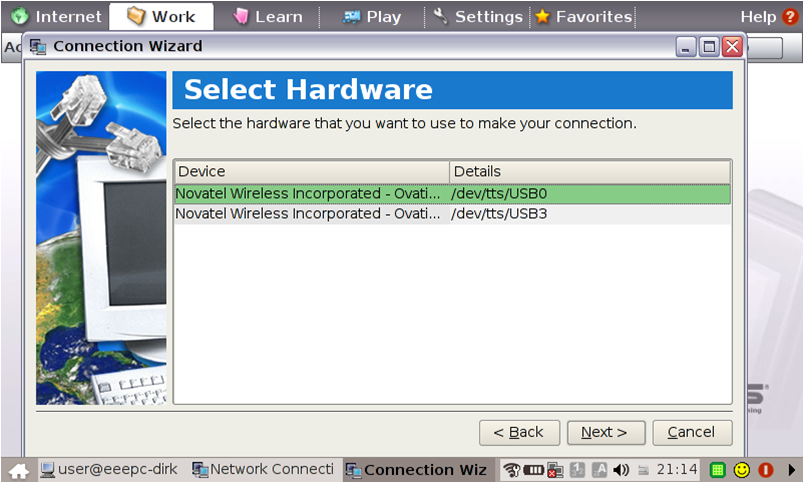 Internet Work Learn Play Settings Favorites Help ?
Connection Wizard
Select Hardware
Select the hardware that you want to use to make your connection.
Device Details
Novatel Wireless Incorporated - Ovati... /dev/tts/USB0
Novatel Wireless Incorporated - Ovati... /dev/tts/USB3
< Back Next > Cancel
user@eeepc-dirk Network Connecti Connection Wiz 21:14